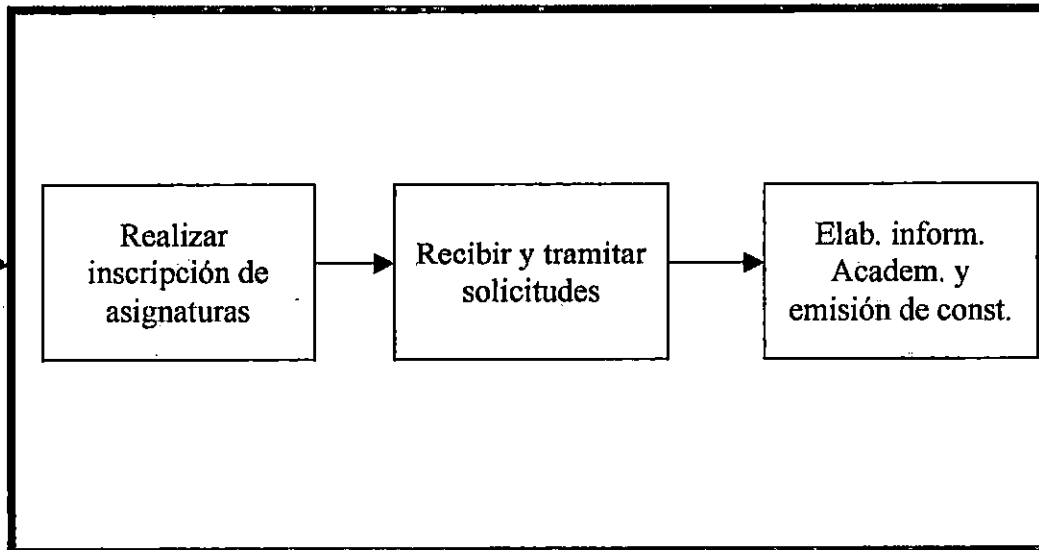 Realizar
inscripción de
asignaturas
Recibir y tramitar
solicitudes
Elab. inform.
Academ. y
emisión de const.